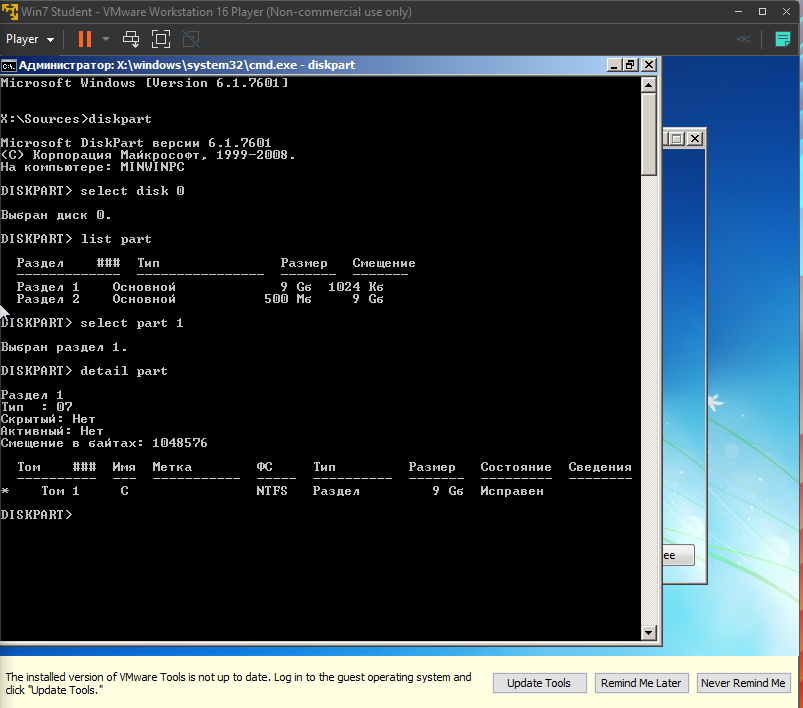 Win7 Student - VMware Workstation 16 Player (Non-commercial use only)
Player
Администратор: X:\windows\system32\cmd.exe - diskpart
Microsoft Windows [Version 6.1.7601]
X:\Sources>diskpart
Microsoft DiskPart версии 6.1.7601
(C) Корпорация Майкрософт, 1999-2008.
На компьютере: MINWINPC
DISKPART> select disk 0
Выбран диск 0.
DISKPART> list part
Раздел ### Тип Размер Смещение
------------- ---------------- ------- --------
Раздел 1 Основной 9 Gб 1024 Kб
Раздел 2 Основной 500 Mб 9 Gб
DISKPART> select part 1
Выбран раздел 1.
DISKPART> detail part
Раздел 1
Тип : 07
Скрытый: Нет
Активный: Нет
Смещение в байтах: 1048576
Том ### Имя Метка ФС Тип Размер Состояние Сведения
---------- --- ----------- ----- ---------- ------- --------- --------
* Том 1 C NTFS Раздел 9 Gб Исправен
DISKPART>
ее
The installed version of VMware Tools is not up to date. Log in to the guest operating system and
click "Update Tools."
Update Tools
Remind Me Later
Never Remind Me